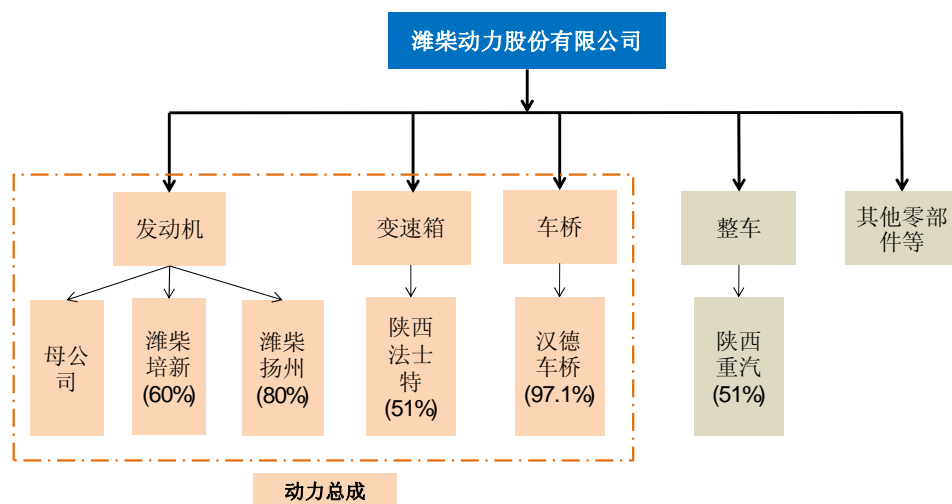 潍柴动力股份有限公司
发动机
变速箱
车桥
整车
其他零部
件等
母公
司
潍柴
培新
(60%)
潍柴
扬州
(80%)
陕西
法士
特
(51%)
汉德
车桥
(97.1%)
陕西
重汽
(51%)
动力总成